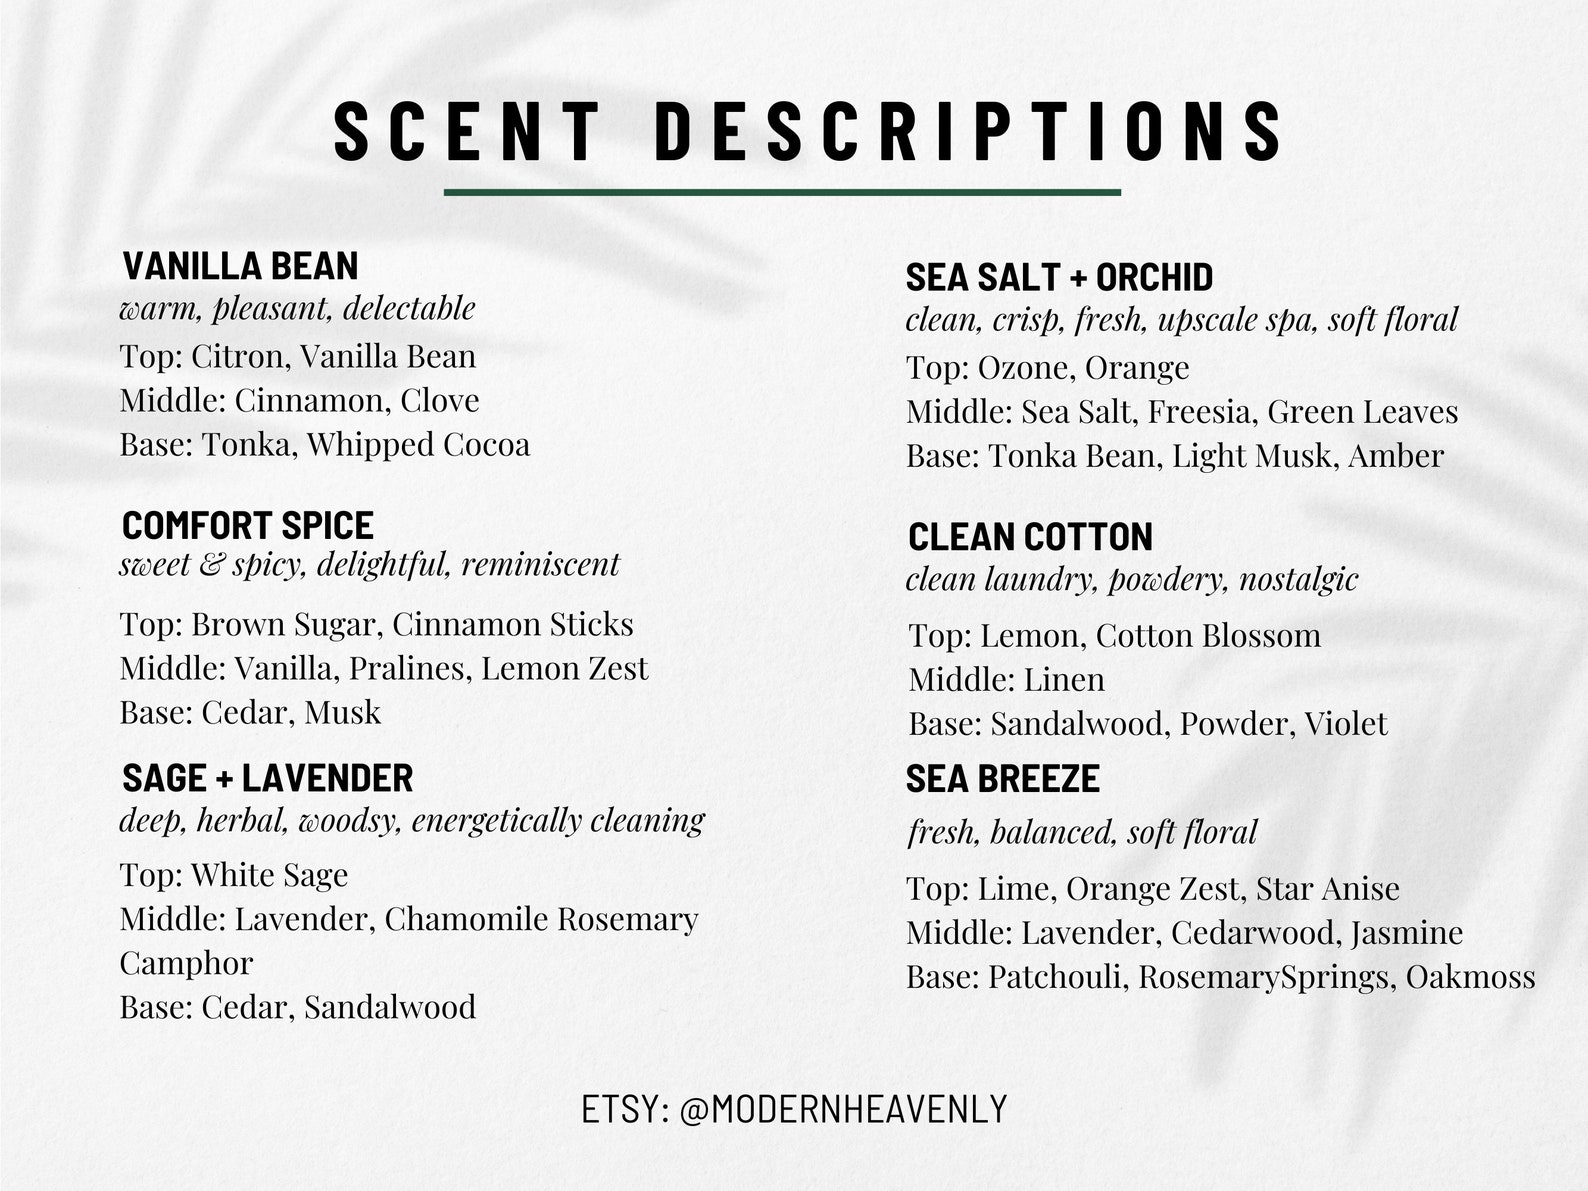 SCENT DESCRIPTIONS
VANILLA BEAN
warm, pleasant, delectable
Top: Citron, Vanilla Bean
Middle: Cinnamon, Clove
Base: Tonka, Whipped Cocoa
COMFORT SPICE
sweet & spicy, delightful, reminiscent
Top: Brown Sugar, Cinnamon Sticks
Middle: Vanilla, Pralines, Lemon Zest
Base: Cedar, Musk
SAGE + LAVENDER
deep, herbal, woodsy, energetically cleaning
Top: White Sage
Middle: Lavender, Chamomile Rosemary
Camphor
Base: Cedar, Sandalwood
SEA SALT + ORCHID
clean, crisp, fresh, upscale spa, soft floral
Top: Ozone, Orange
Middle: Sea Salt, Freesia, Green Leaves
Base: Tonka Bean, Light Musk, Amber
CLEAN COTTON
clean laundry, powdery, nostalgic
Top: Lemon, Cotton Blossom
Middle: Linen
Base: Sandalwood, Powder, Violet
SEA BREEZE
fresh, balanced, soft floral
Top: Lime, Orange Zest, Star Anise
Middle: Lavender, Cedarwood, Jasmine
Base: Patchouli, RosemarySprings, Oakmoss
ETSY: @MODERNHEAVENLY